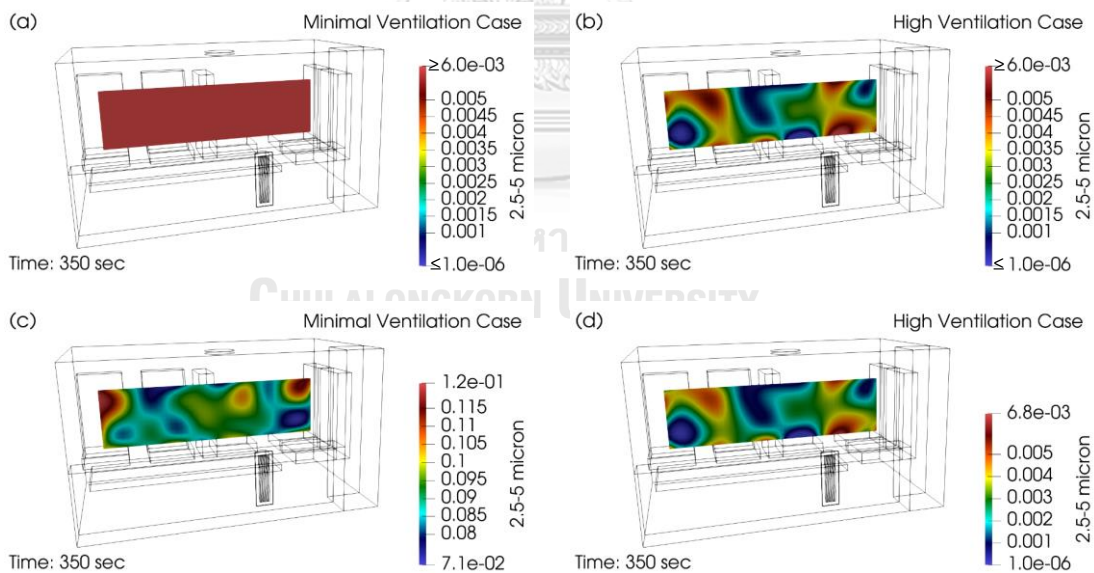 (a) Minimal Ventilation Case
≥6.0e-03
0.005
0.0045
0.004
0.0035
0.003
0.0025
0.002
0.0015
0.001
≤1.0e-06
2.5-5 micron
Time: 350 sec
(b) High Ventilation Case
≥6.0e-03
0.005
0.0045
0.004
0.0035
0.003
0.0025
0.002
0.0015
0.001
≤1.0e-06
2.5-5 micron
Time: 350 sec
CHULALONGKORN UNIVERSITY
(c) Minimal Ventilation Case
1.2e-01
0.115
0.11
0.105
0.1
0.095
0.09
0.085
0.08
7.1e-02
2.5-5 micron
Time: 350 sec
(d) High Ventilation Case
6.8e-03
0.005
0.004
0.003
0.002
0.001
1.0e-06
2.5-5 micron
Time: 350 sec